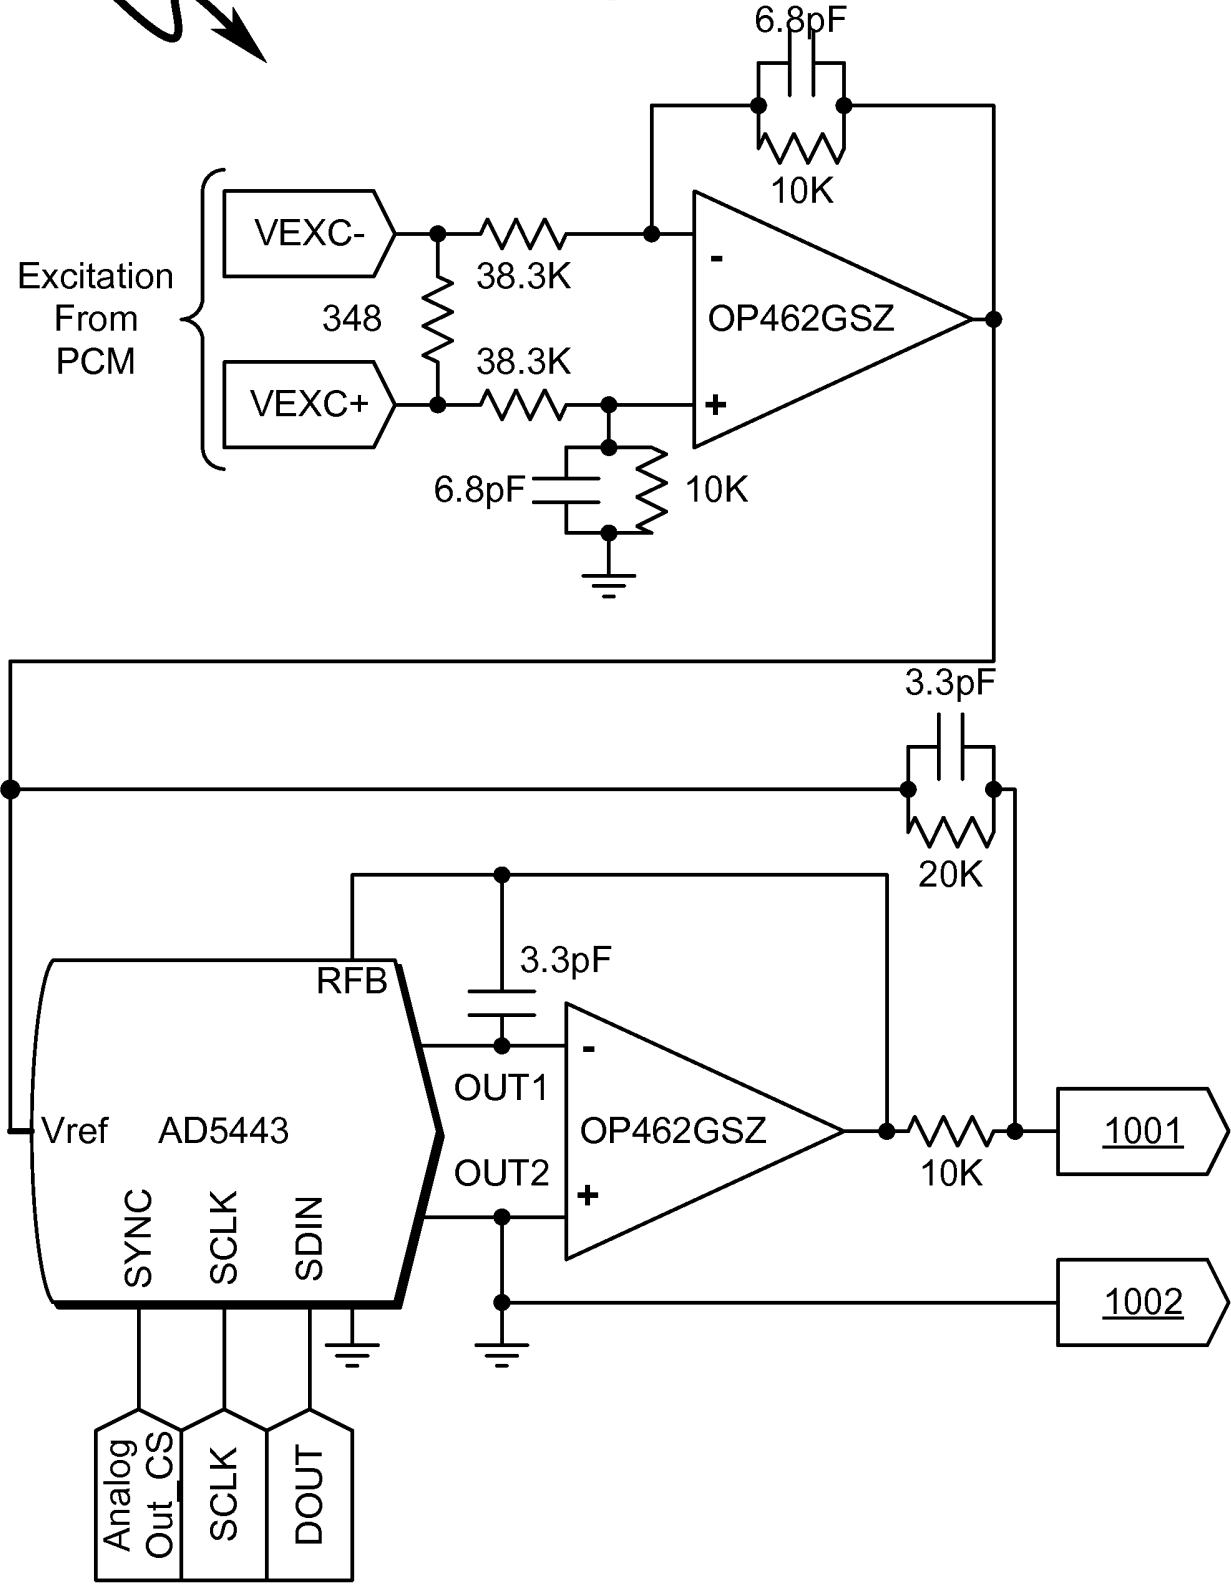 6.8pF
10K
VEXC-
38.3K
Excitation
From
PCM
348
-
OP462GSZ
38.3K
VEXC+
+
6.8pF
10K
3.3pF
20K
RFB
3.3pF
-
OUT1
Vref
AD5443
OP462GSZ
1001
10K
OUT2
+
SYNC
SCLK
SDIN
1002
Analog
Out_CS
SCLK
DOUT